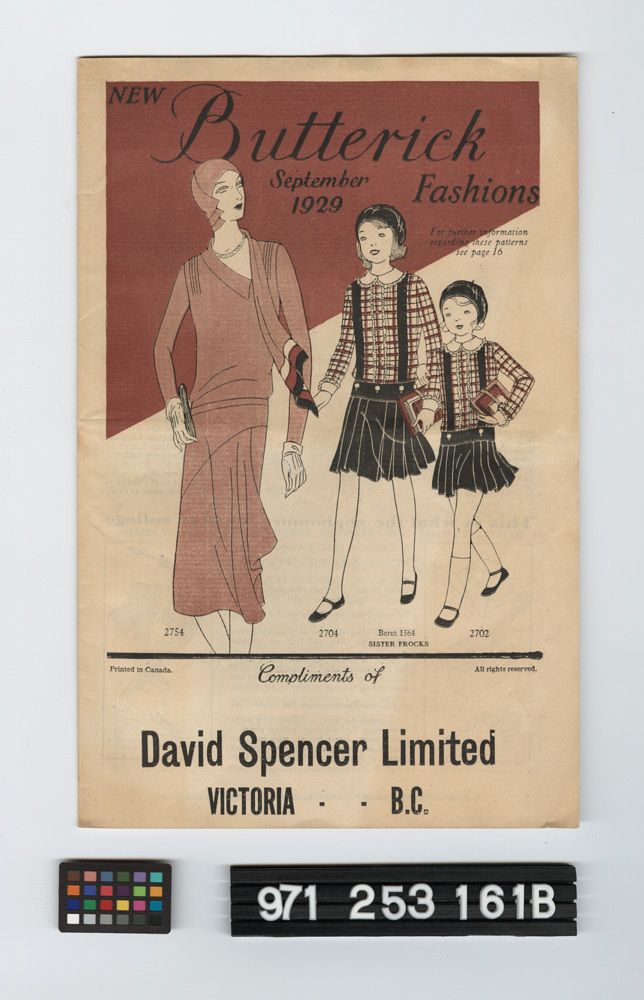 NEW
Butterick
September
1929
Fashions
For further information
regarding these patterns
see page 16
2754
2704
Beret 1564
SISTER FROCKS
2702
Printed in Canada.
Compliments of
All rights reserved.
David Spencer Limited
VICTORIA - - B.C.
971 253 161B